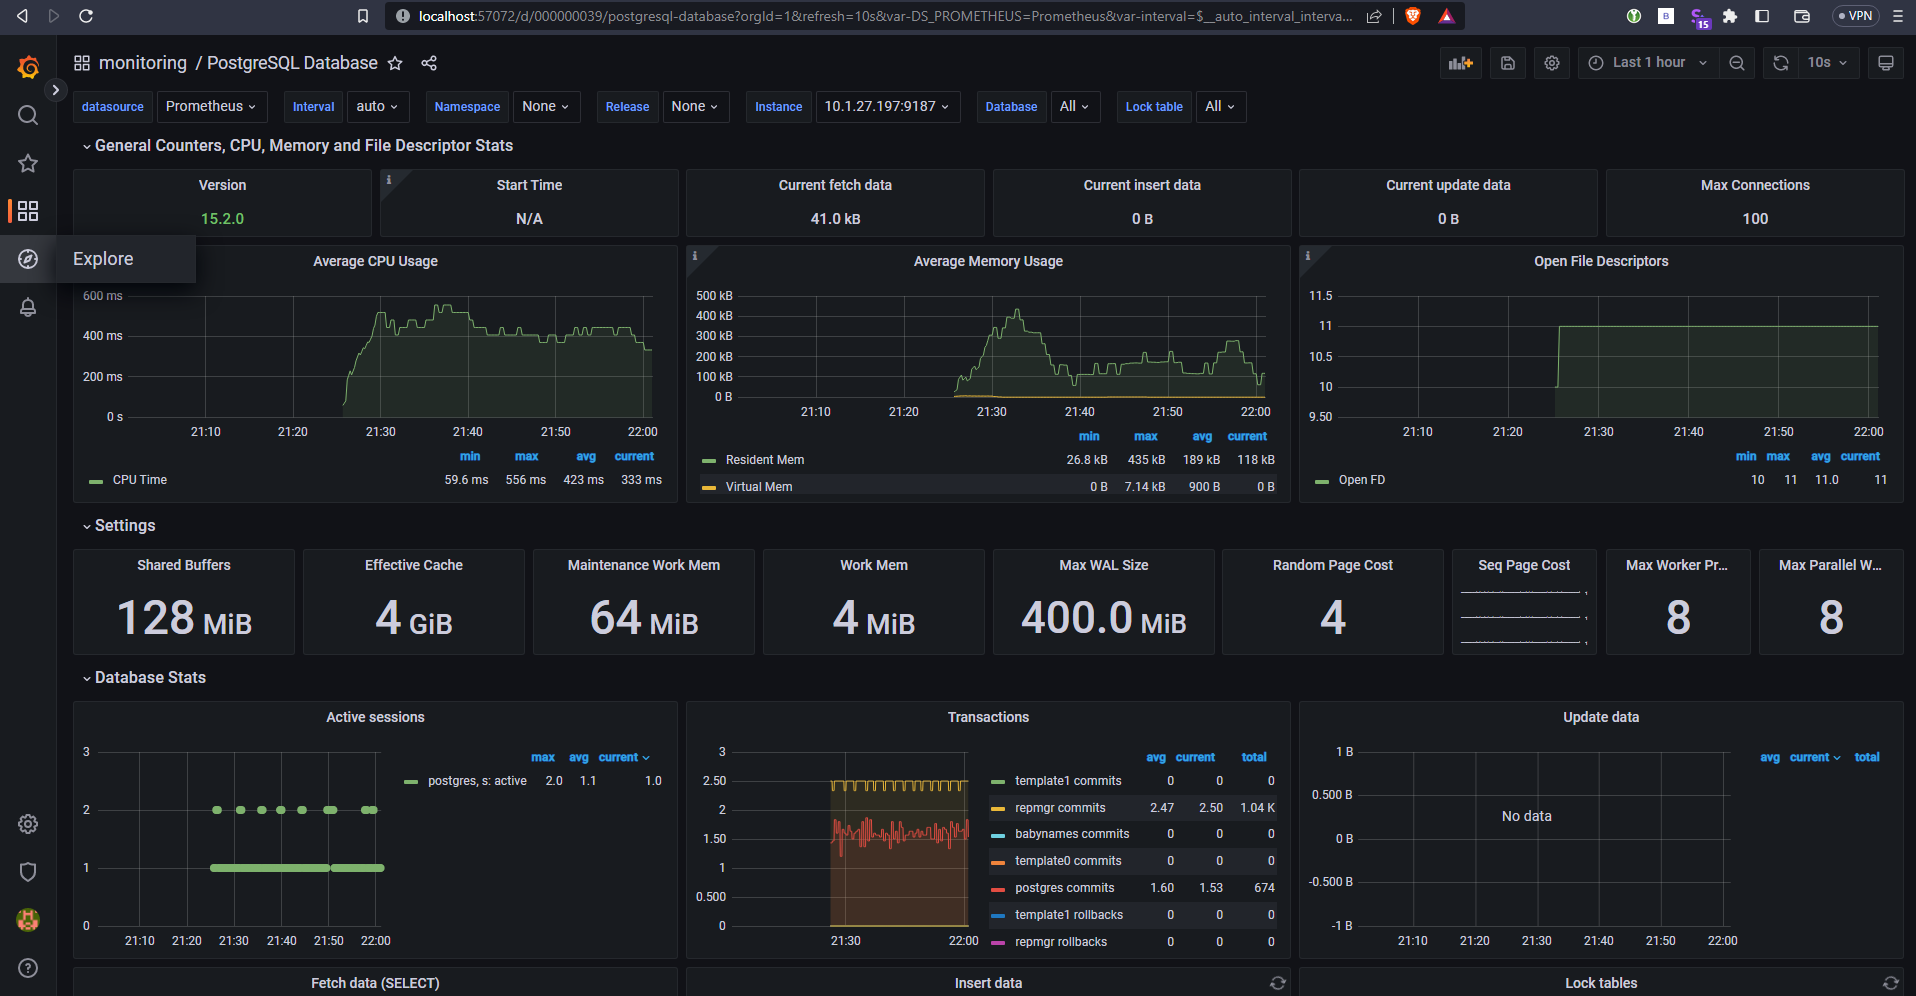 localhost:57072/d/000000039/postgresql-database?orgId=1&refresh=10s&var-DS_PROMETHEUS=Prometheus&var-interval=$__auto_interval_interva...
15
VPN
monitoring / PostgreSQL Database
Last 1 hour
10s
datasource Prometheus Interval auto Namespace None Release None Instance 10.1.27.197:9187 Database All Lock table All
General Counters, CPU, Memory and File Descriptor Stats
Version
15.2.0
Start Time
N/A
Current fetch data
41.0 kB
Current insert data
0 B
Current update data
0 B
Max Connections
100
Explore
Average CPU Usage
600 ms
400 ms
200 ms
0 s
21:10 21:20 21:30 21:40 21:50 22:00
min max avg current
CPU Time 59.6 ms 556 ms 423 ms 333 ms
Average Memory Usage
500 kB
400 kB
300 kB
200 kB
100 kB
0 B
21:10 21:20 21:30 21:40 21:50 22:00
min max avg current
Resident Mem 26.8 kB 435 kB 189 kB 118 kB
Virtual Mem 0 B 7.14 kB 900 B 0 B
Open File Descriptors
11.5
11
10.5
10
9.50
21:10 21:20 21:30 21:40 21:50 22:00
min max avg current
Open FD 10 11 11.0 11
Settings
Shared Buffers
128 MiB
Effective Cache
4 GiB
Maintenance Work Mem
64 MiB
Work Mem
4 MiB
Max WAL Size
400.0 MiB
Random Page Cost
4
Seq Page Cost
Max Worker Pr...
8
Max Parallel W...
8
Database Stats
Active sessions
3
2
1
0
21:10 21:20 21:30 21:40 21:50 22:00
max avg current
postgres, s: active 2.0 1.1 1.0
Transactions
3
2.50
2
1.50
1
0.500
0
21:30 22:00
avg current total
template1 commits 0 0 0
repmgr commits 2.47 2.50 1.04 K
babynames commits 0 0 0
template0 commits 0 0 0
postgres commits 1.60 1.53 674
template1 rollbacks 0 0 0
repmgr rollbacks 0 0 0
Update data
1 B
0.500 B
0 B
-0.500 B
-1 B
No data
21:10 21:20 21:30 21:40 21:50 22:00
avg current total
Fetch data (SELECT)
Insert data
Lock tables